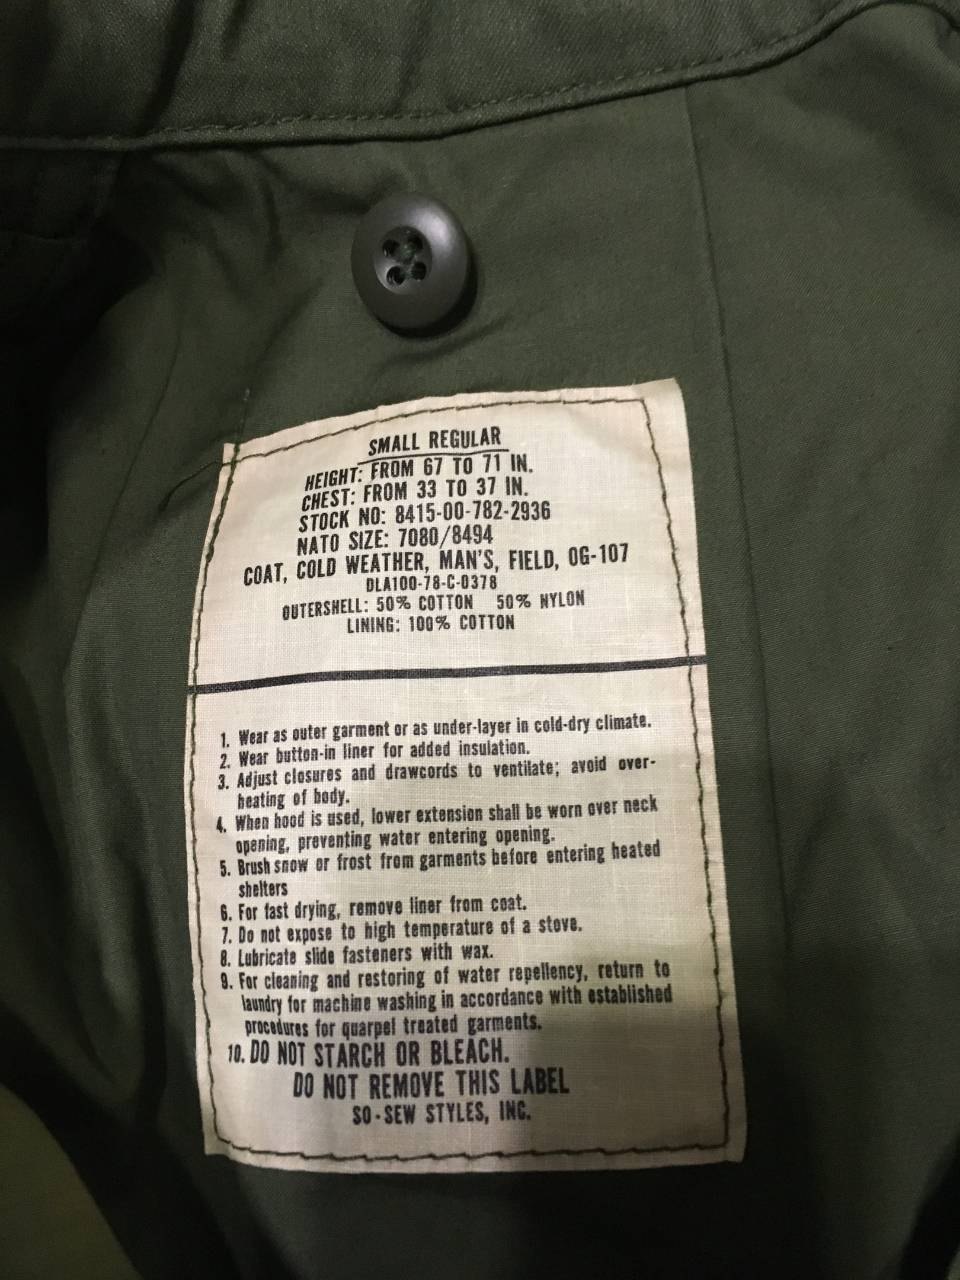 SMALL REGULAR
HEIGHT: FROM 67 TO 71 IN.
CHEST: FROM 33 TO 37 IN.
STOCK NO: 8415-00-782-2936
NATO SIZE: 7080/8494
COAT, COLD WEATHER, MAN'S, FIELD, OG-107
DLA100-78-C-0378
OUTERSHELL: 50% COTTON 50% NYLON
LINING: 100% COTTON
1. Wear as outer garment or as under-layer in cold-dry climate.
2. Wear button-in liner for added insulation.
3. Adjust closures and drawcords to ventilate; avoid over-
heating of body.
4. When hood is used, lower extension shall be worn over neck
opening, preventing water entering opening.
5. Brush snow or frost from garments before entering heated
shelters
6. For fast drying, remove liner from coat.
7. Do not expose to high temperature of a stove.
8. Lubricate slide fasteners with wax.
9. For cleaning and restoring of water repellency, return to
laundry for machine washing in accordance with established
procedures for quarpel treated garments.
10. DO NOT STARCH OR BLEACH.
DO NOT REMOVE THIS LABEL
SO-SEW STYLES, INC.